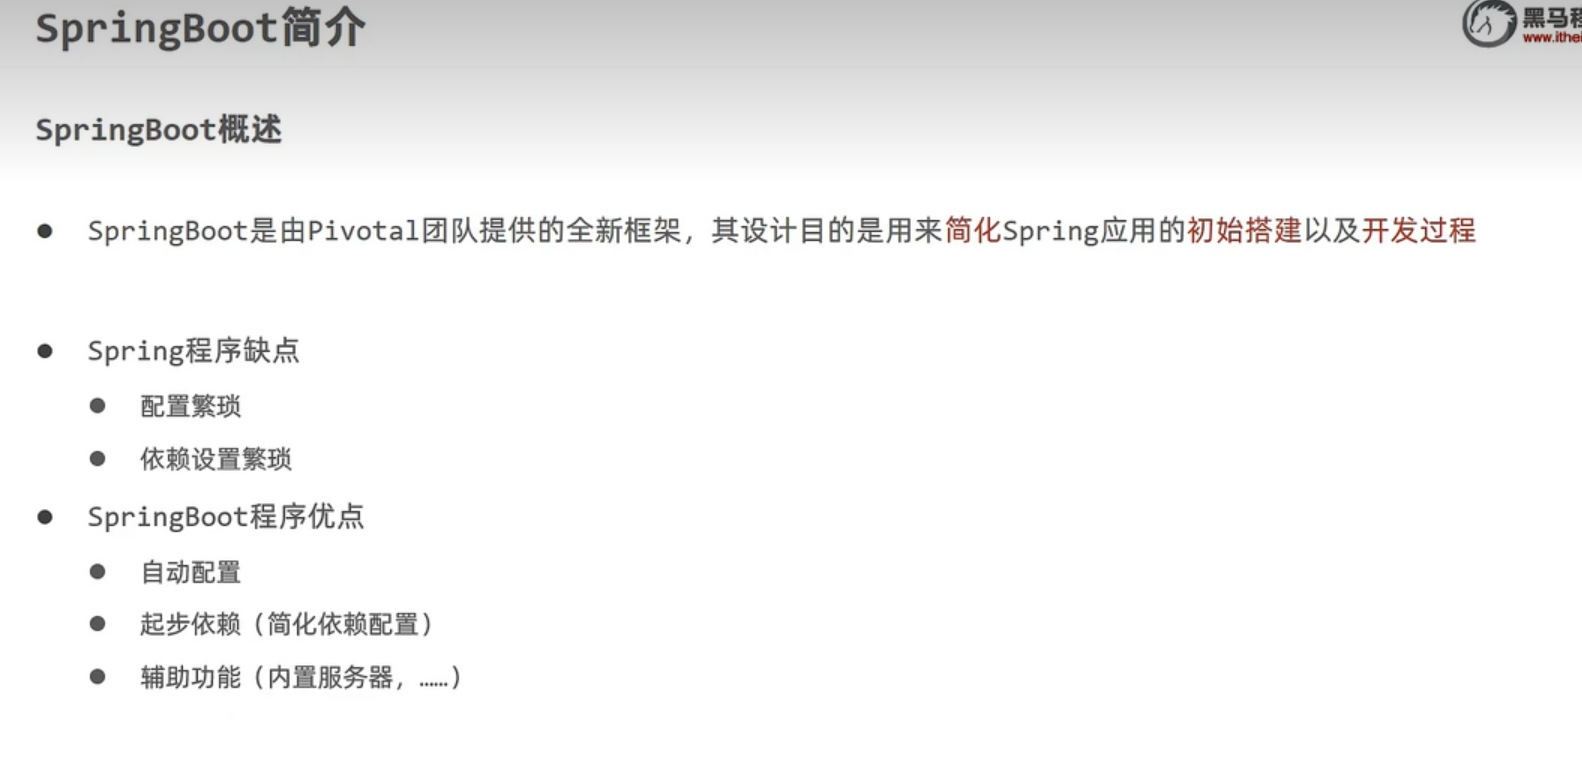 SpringBoot简介
黑马程
www.ithei
SpringBoot概述
● SpringBoot是由Pivotal团队提供的全新框架，其设计目的是用来简化Spring应用的初始搭建以及开发过程
● Spring程序缺点
● 配置繁琐
● 依赖设置繁琐
● SpringBoot程序优点
● 自动配置
● 起步依赖（简化依赖配置）
● 辅助功能（内置服务器，……）